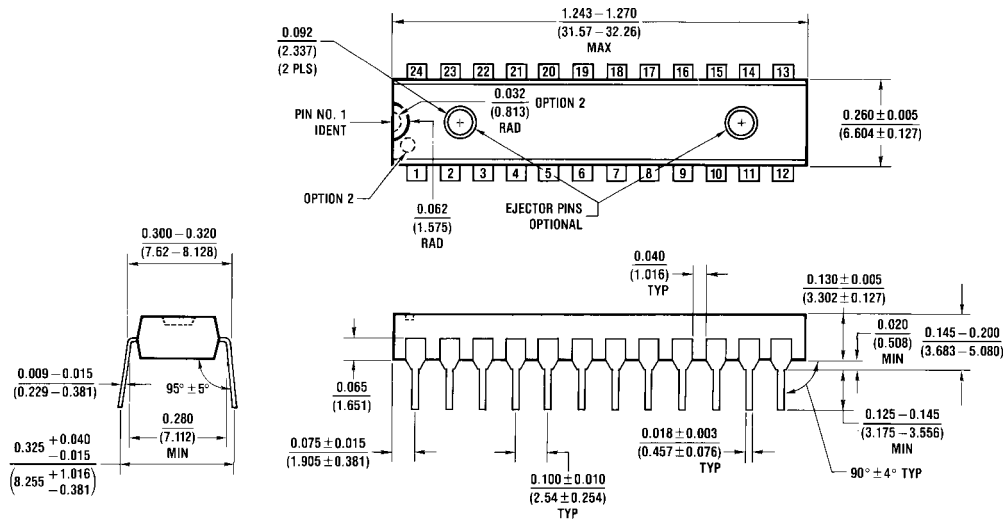 1.243 – 1.270
(31.57 – 32.26)
MAX
0.092
(2.337)
(2 PLS)
24 23 22 21 20 19 18 17 16 15 14 13
0.032
(0.813)
RAD
OPTION 2
PIN NO. 1
IDENT
0.260 ± 0.005
(6.604 ± 0.127)
1 2 3 4 5 6 7 8 9 10 11 12
OPTION 2
0.062
(1.575)
RAD
EJECTOR PINS
OPTIONAL
0.300 – 0.320
(7.62 – 8.128)
0.040
(1.016)
TYP
0.130 ± 0.005
(3.302 ± 0.127)
0.020
(0.508)
MIN
0.145 – 0.200
(3.683 – 5.080)
0.009 – 0.015
(0.229 – 0.381)
95° ± 5°
0.065
(1.651)
0.280
(7.112)
MIN
0.125 – 0.145
(3.175 – 3.556)
0.325 +0.040 –0.015
(8.255 +1.016 –0.381)
0.075 ± 0.015
(1.905 ± 0.381)
0.018 ± 0.003
(0.457 ± 0.076)
TYP
0.100 ± 0.010
(2.54 ± 0.254)
TYP
90° ± 4° TYP